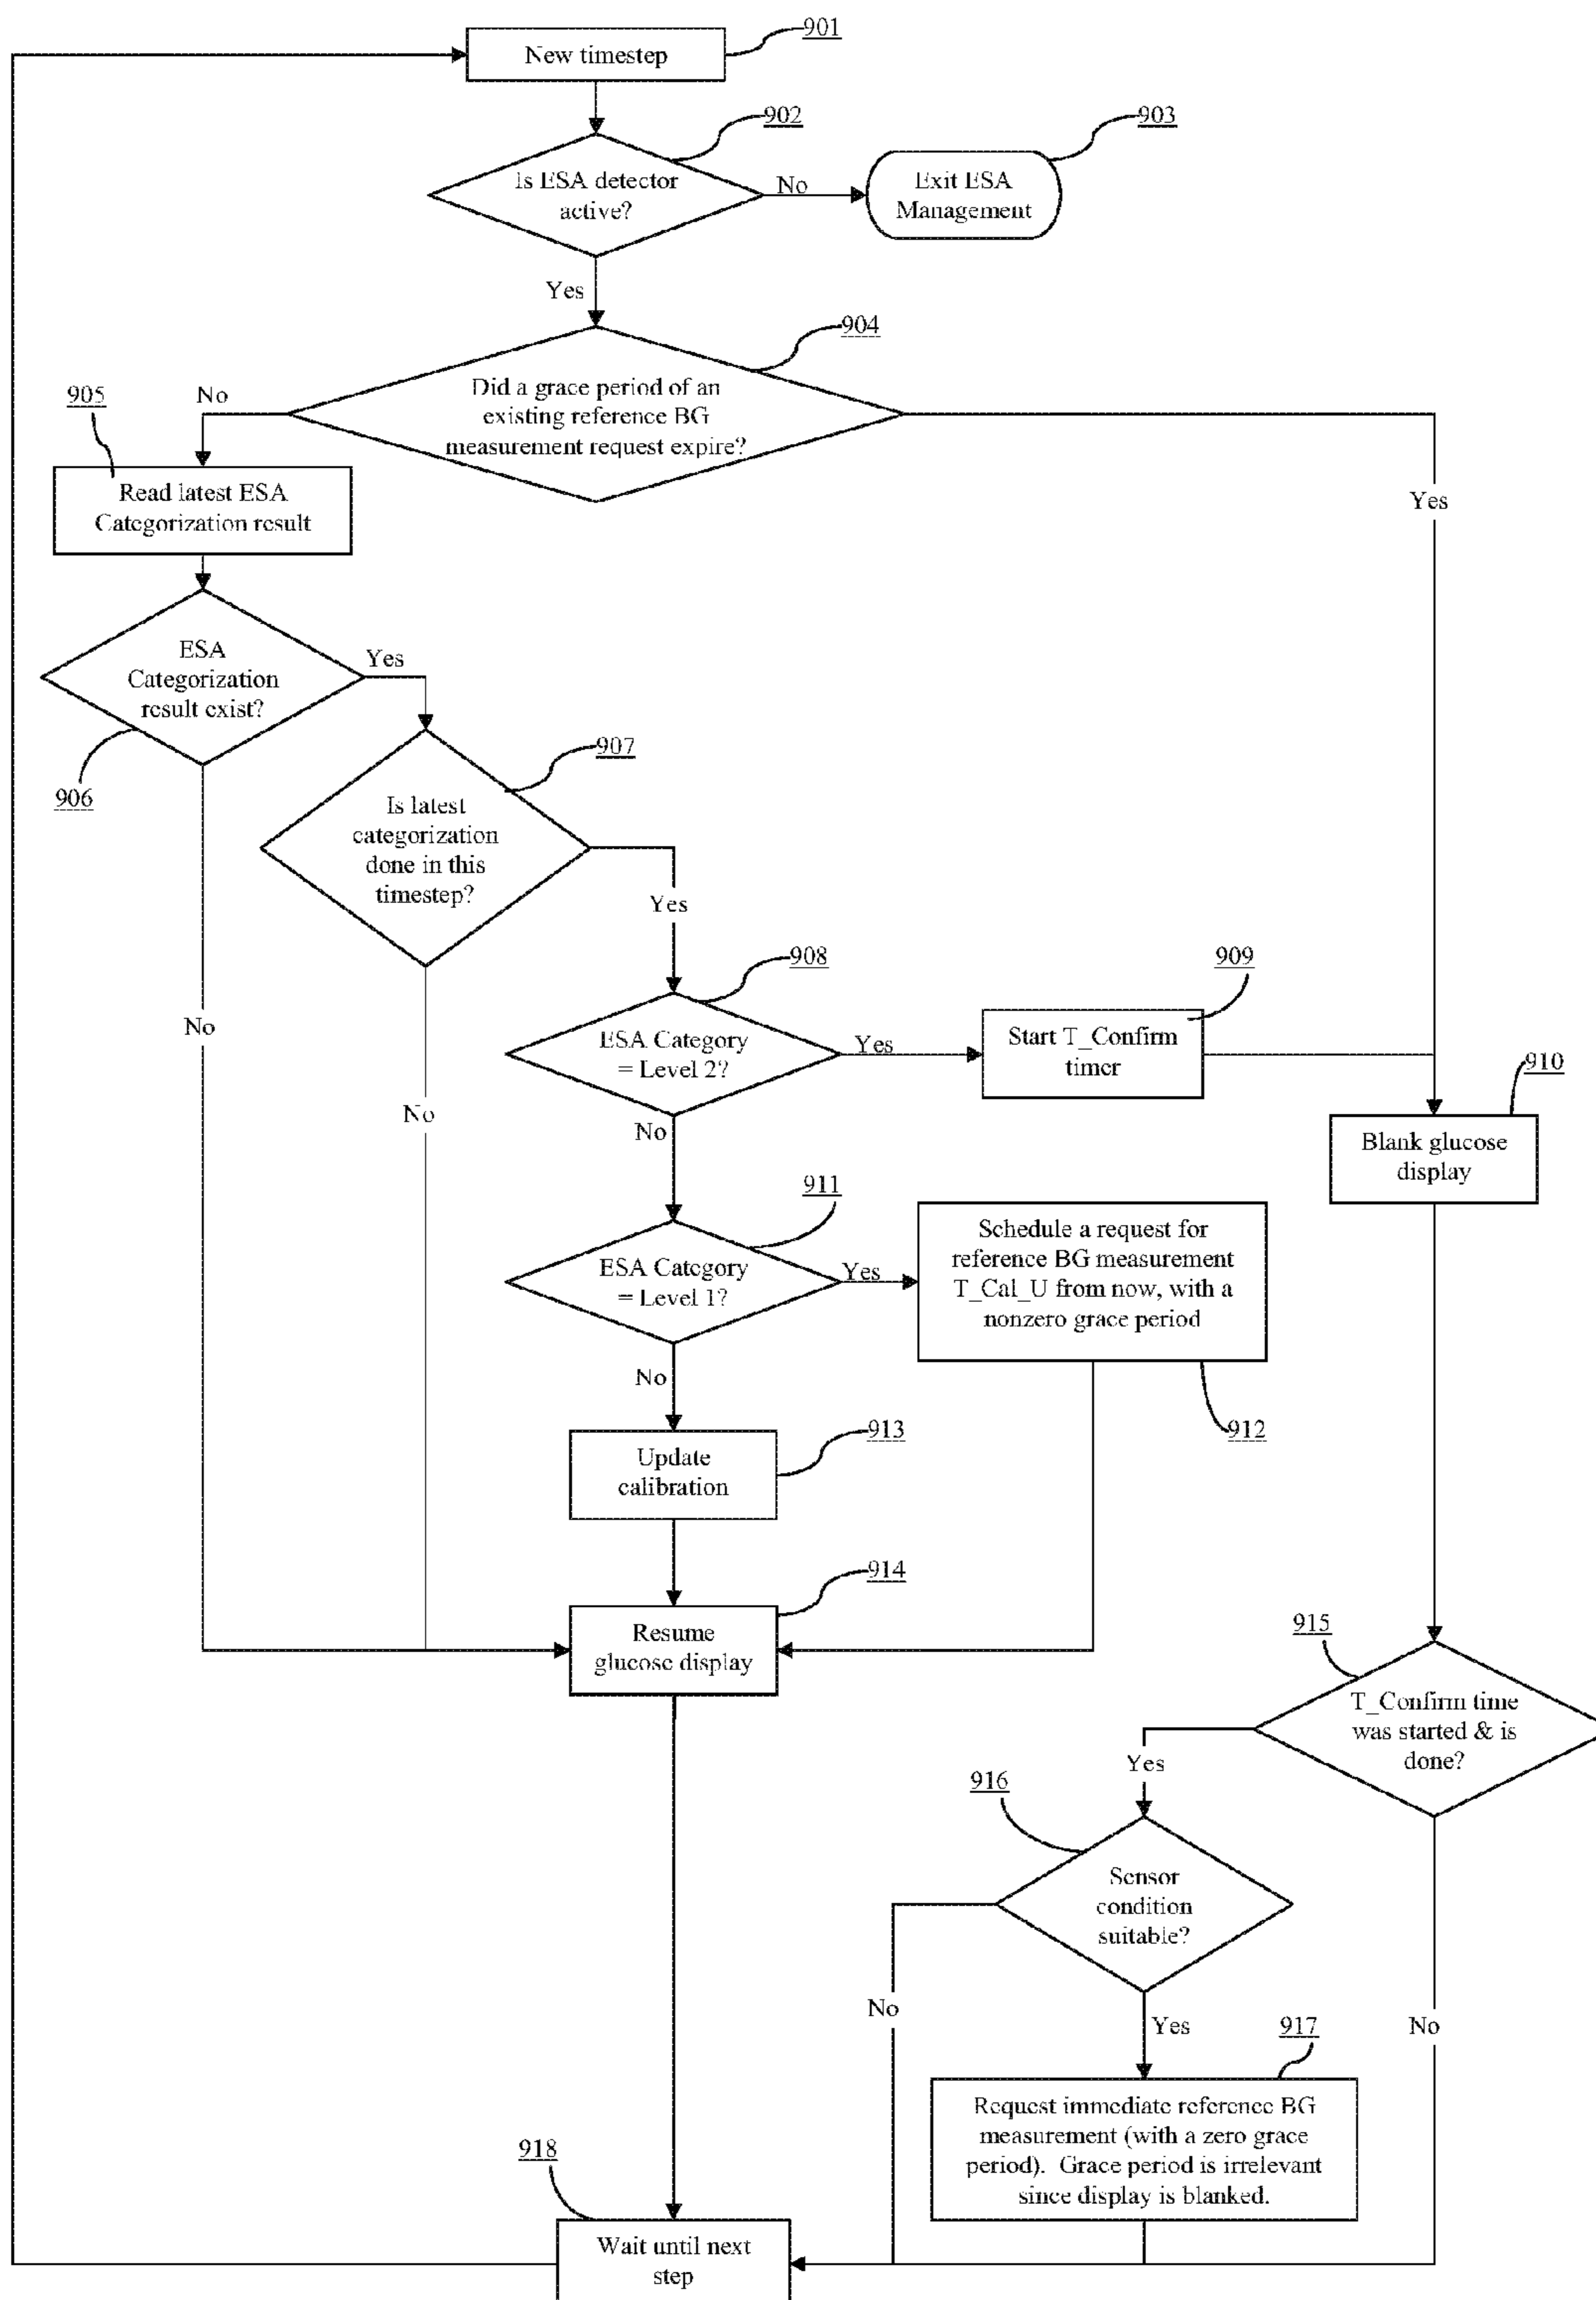 901
New timestep
902
903
Is ESA detector
active?
No
Exit ESA
Management
Yes
904
Did a grace period of an
existing reference BG
measurement request expire?
No
905
Yes
Read latest ESA
Categorization result
ESA
Categorization
result exist?
Yes
906
907
Is latest
categorization
done in this
timestep?
Yes
No
No
908
ESA Category
= Level 2?
Yes
909
Start T_Confirm
timer
910
Blank glucose
display
No
911
ESA Category
= Level 1?
Yes
Schedule a request for
reference BG measurement
T_Cal_U from now, with a
nonzero grace period
912
No
913
Update
calibration
914
Resume
glucose display
915
T_Confirm time
was started & is
done?
Yes
916
Sensor
condition
suitable?
No
Yes
No
917
Request immediate reference BG
measurement (with a zero grace
period). Grace period is irrelevant
since display is blanked.
918
Wait until next
step